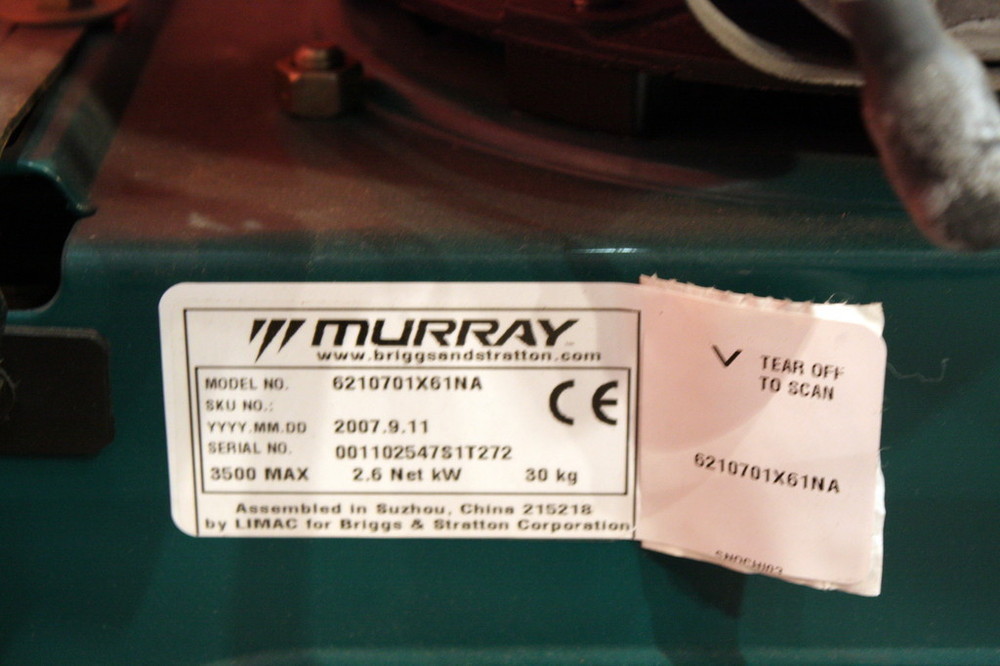 MURRAY
www.briggsandstratton.com
MODEL NO. 6210701X61NA
SKU NO.:
YYYY.MM.DD 2007.9.11
SERIAL NO. 001102547S1T272
3500 MAX 2.6 Net kW 30 kg
CE
Assembled in Suzhou, China 215218
by LIMAC for Briggs & Stratton Corporation
TEAR OFF
TO SCAN
6210701X61NA